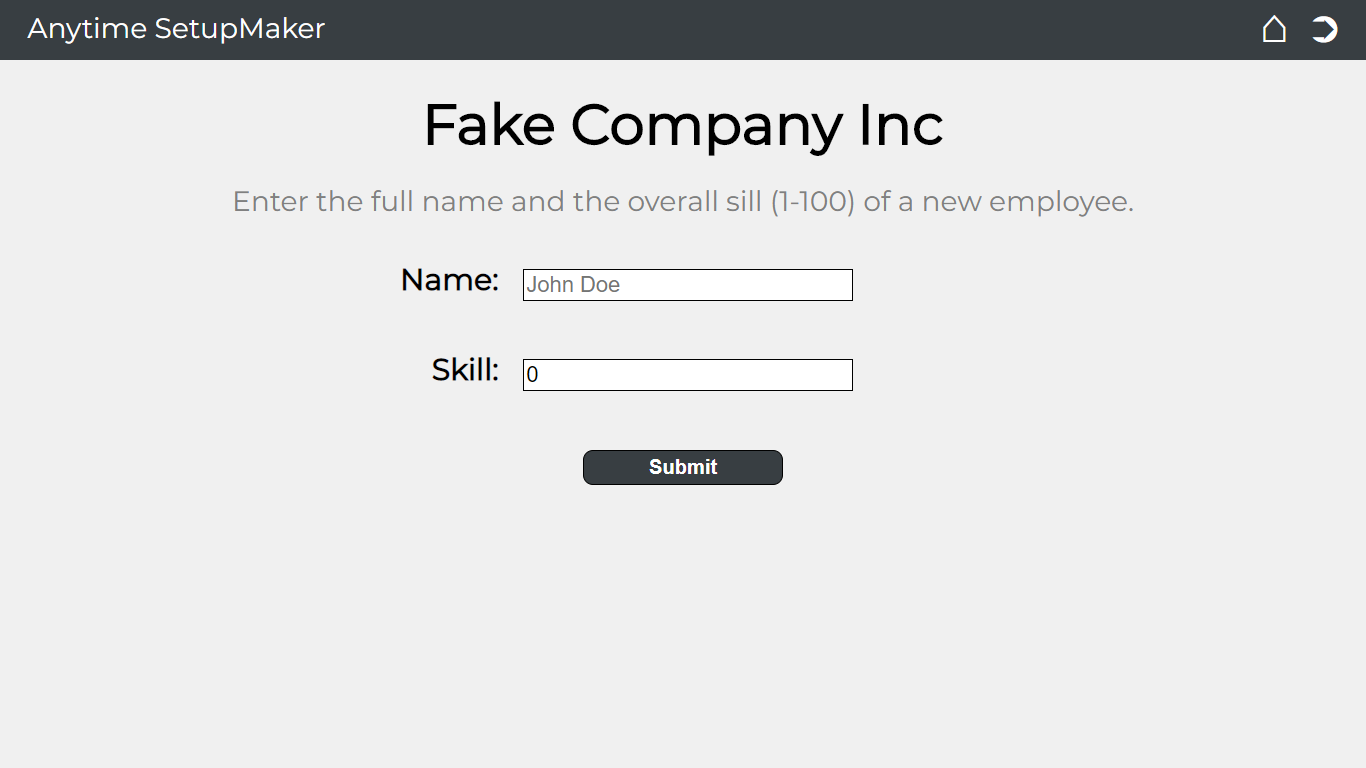 Anytime SetupMaker
Fake Company Inc
Enter the full name and the overall sill (1-100) of a new employee.
Name: John Doe
Skill: 0
Submit